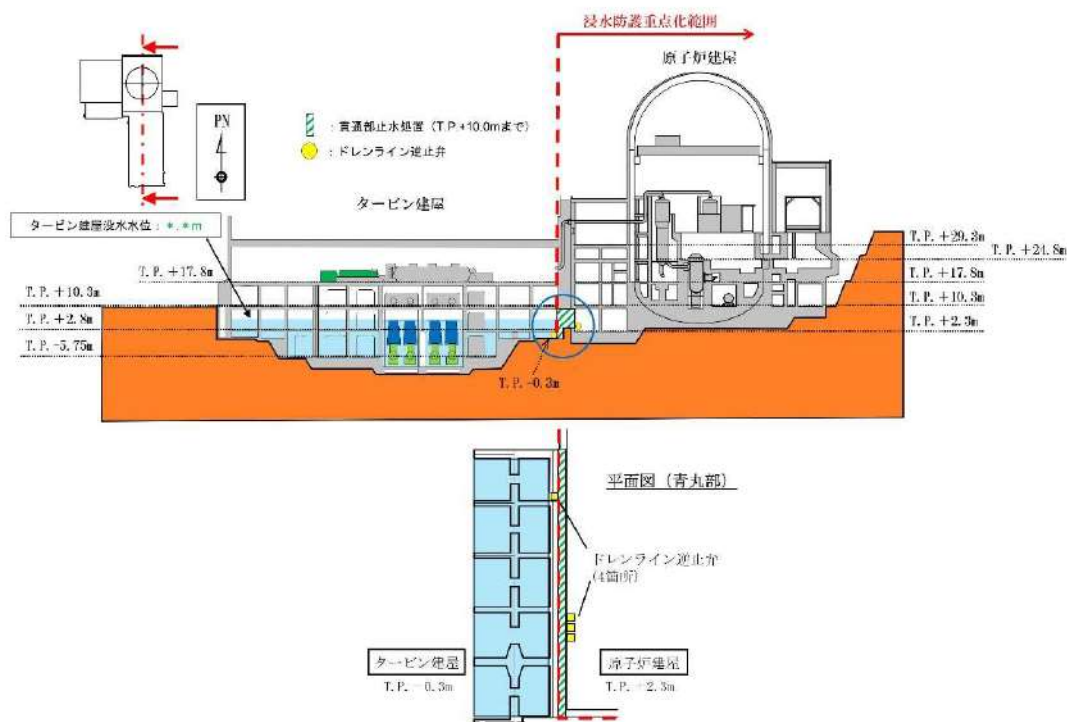 浸水防護重点化範囲
原子炉建屋
PN
：貫通部止水処置（T.P.+10.0mまで）
：ドレンライン逆止弁
タービン建屋
タービン建屋没水水位：*.*m
T.P.+29.3m
T.P.+24.8m
T.P.+17.8m
T.P.+17.8m
T.P.+10.3m
T.P.+10.3m
T.P.+2.8m
T.P.+2.3m
T.P.-5.75m
T.P.-0.3m
平面図（青丸部）
ドレンライン逆止弁
(4箇所)
タービン建屋
原子炉建屋
T.P.-0.3m
T.P.+2.3m